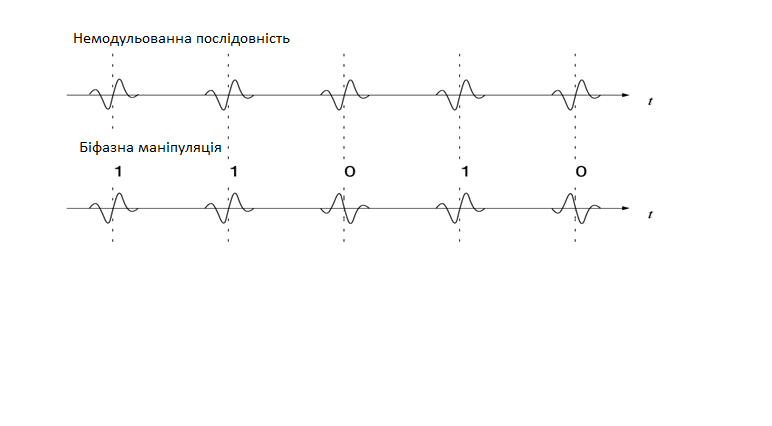 Немодульованна послідовність
t
Біфазна маніпуляція
1 1 0 1 0
t